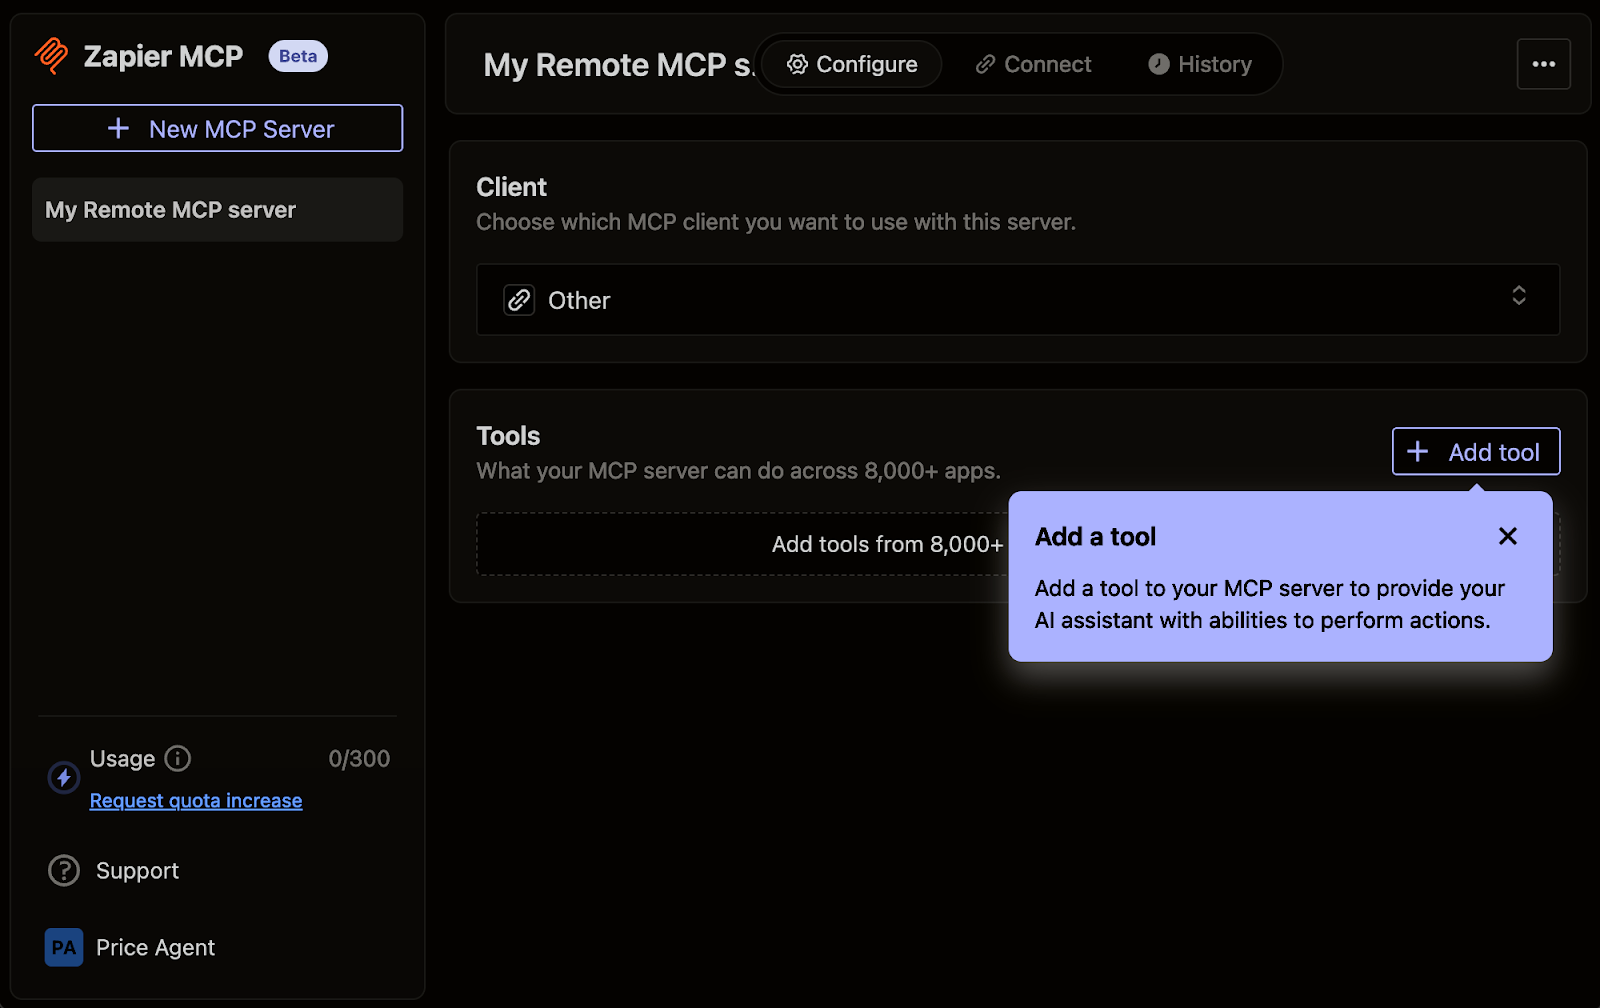 Zapier MCP
Beta
New MCP Server
My Remote MCP server
Usage
0/300
Request quota increase
Support
PA
Price Agent
My Remote MCP s.
Configure
Connect
History
Client
Choose which MCP client you want to use with this server.
Other
Tools
What your MCP server can do across 8,000+ apps.
Add tool
Add tools from 8,000+
Add a tool
Add a tool to your MCP server to provide your
AI assistant with abilities to perform actions.